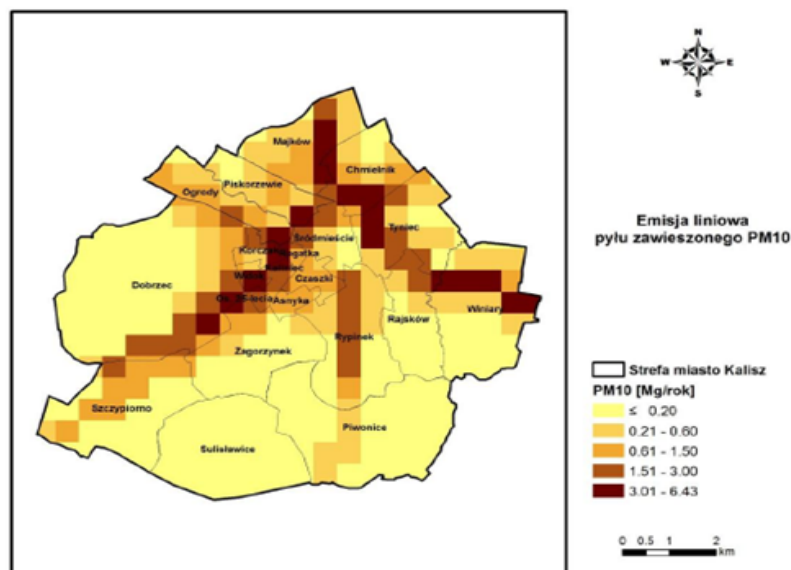 N
W E
S
Majków
Chmielnik
Piskorzewie
Ogrody
Tyniec
Śródmieście
Rogatka
Dobrzec
Czaszki
Asnyka
Winiary
Rajsków
Rypinek
Zagorzynek
Szczypiorno
Piwonice
Sulisławice
Emisja liniowa
pyłu zawieszonego PM10
Strefa miasto Kalisz
PM10 [Mg/rok]
≤ 0.20
0.21 - 0.60
0.61 - 1.50
1.51 - 3.00
3.01 - 6.43
0 0.5 1 2
km